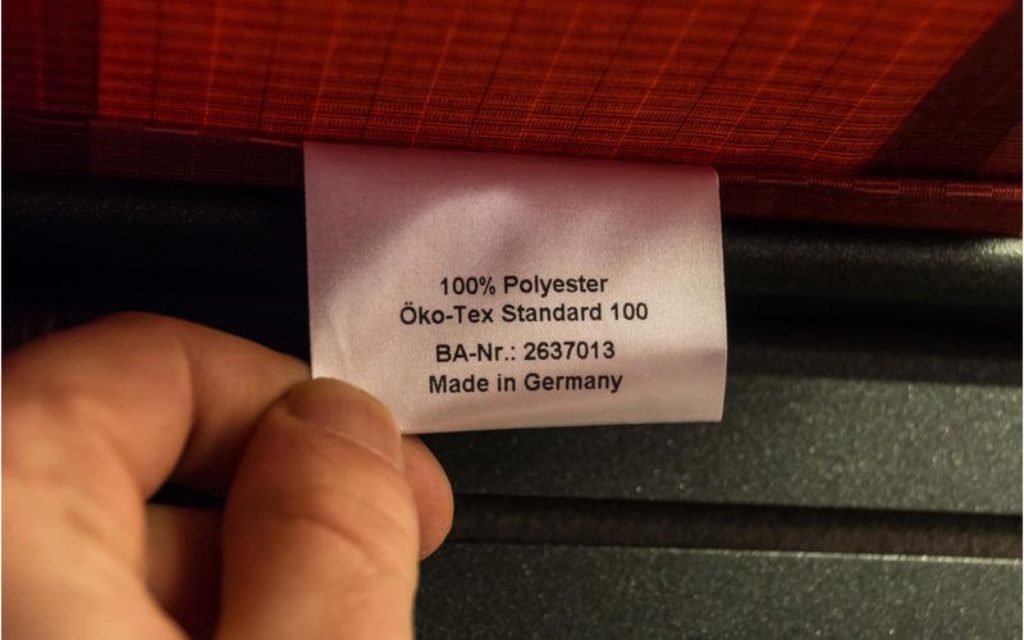 100% Polyester
Öko-Tex Standard 100
BA-Nr.: 2637013
Made in Germany